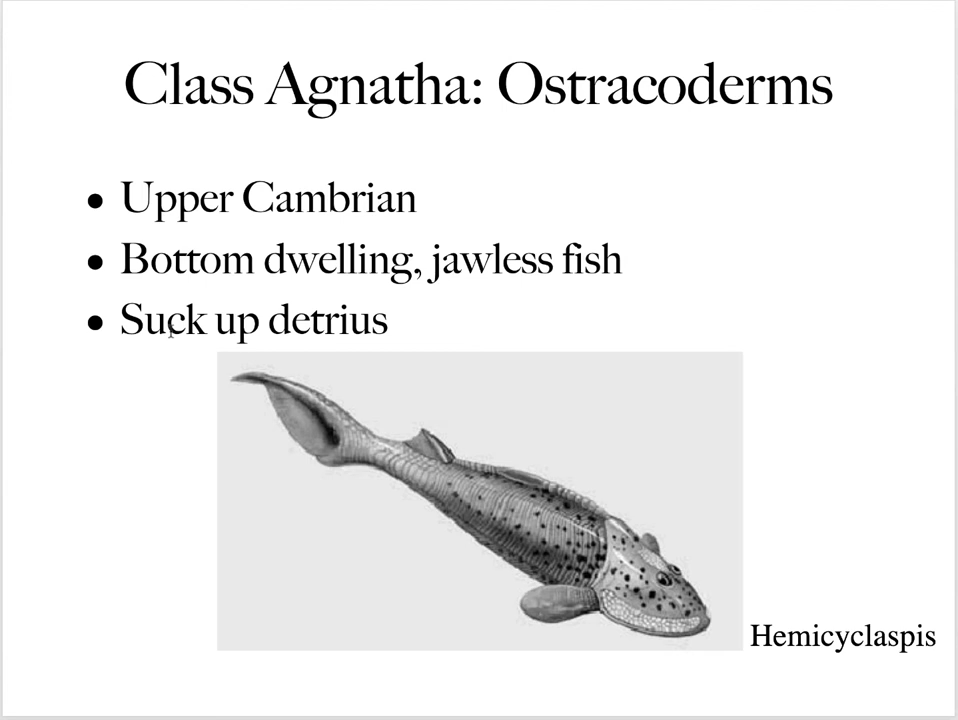 Class Agnatha: Ostracoderms
• Upper Cambrian
• Bottom dwelling, jawless fish
• Suck up detrius
Hemicyclaspis